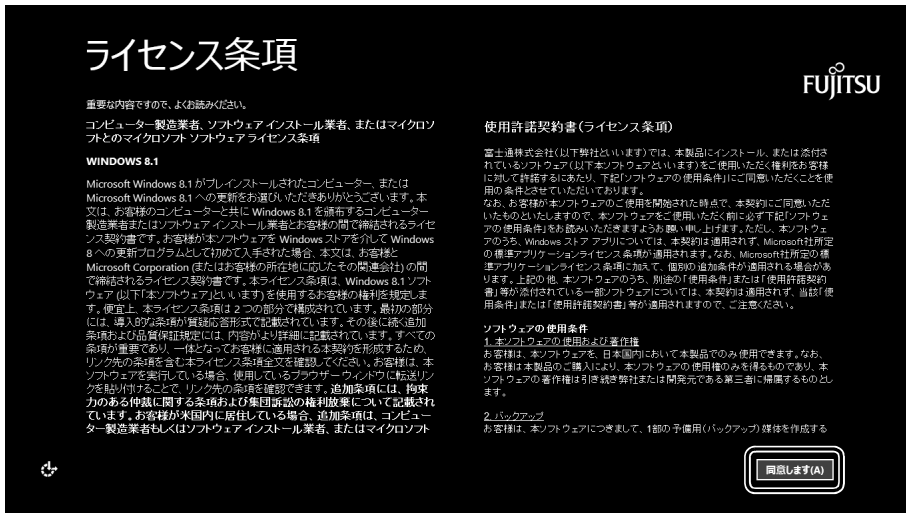 ライセンス条項
FUJITSU
重要な内容ですので、よくお読みください。
コンピューター製造業者、ソフトウェア インストール業者、またはマイクロソ
フトとのマイクロソフト ソフトウェア ライセンス条項
WINDOWS 8.1
Microsoft Windows 8.1 がプレインストールされたコンピューター、または
Microsoft Windows 8.1 への更新をお選びいただきありがとうございます。本
文は、お客様のコンピューターと共に Windows 8.1 を頒布するコンピューター
製造業者またはソフトウェア インストール業者とお客様の間で締結されるライセ
ンス契約書です。お客様が本ソフトウェアを Windows ストアを介して Windows
8 への更新プログラムとして初めて入手された場合、本文は、お客様と
Microsoft Corporation (またはお客様の所在地に応じたその関連会社) の間
で締結されるライセンス契約書です。本ライセンス条項は、Windows 8.1 ソフト
ウェア (以下「本ソフトウェア」といいます) を使用するお客様の権利を規定しま
す。便宜上、本ライセンス条項は 2 つの部分で構成されています。最初の部分
には、導入的な条項が質疑応答形式で記載されています。その後に続く追加
条項および品質保証規定には、内容がより詳細に記載されています。すべての
条項が重要であり、一体となってお客様に適用される本契約を形成するため、
リンク先の条項を含む本ライセンス条項全文を確認してください。お客様は、本
ソフトウェアを実行している場合、使用しているブラウザー ウィンドウに転送リン
クを貼り付けることで、リンク先の条項を確認できます。追加条項には、拘束
力のある仲裁に関する条項および集団訴訟の権利放棄について記載され
ています。お客様が米国内に居住している場合、追加条項は、コンピュー
ター製造業者もしくはソフトウェア インストール業者、またはマイクロソフト
使用許諾契約書(ライセンス条項)
富士通株式会社(以下弊社といいます)では、本製品にインストール、または添付さ
れているソフトウェア(以下本ソフトウェアといいます)をご使用いただく権利をお客様
に対して許諾するにあたり、下記「ソフトウェアの使用条件」にご同意いただくことを使
用の条件とさせていただいております。
なお、お客様が本ソフトウェアのご使用を開始された時点で、本契約にご同意いただ
いたものといたしますので、本ソフトウェアをご使用いただく前に必ず下記「ソフトウェ
アの使用条件」をお読みいただきますようお願い申し上げます。ただし、本ソフトウェ
アのうち、Windows ストア アプリについては、本契約は適用されず、Microsoft社所定
の標準アプリケーションライセンス条項が適用されます。なお、Microsoft社所定の標
準アプリケーションライセンス条項に加えて、個別の追加条件が適用される場合があ
ります。上記の他、本ソフトウェアのうち、別途の「使用条件」または「使用許諾契約
書」等が添付されている一部ソフトウェアについては、本契約は適用されず、当該「使
用条件」または「使用許諾契約書」等が適用されますので、ご注意ください。
ソフトウェアの使用条件
1. 本ソフトウェアの使用および著作権
お客様は、本ソフトウェアを、日本国内において本製品でのみ使用できます。なお、
お客様は本製品のご購入により、本ソフトウェアの使用権のみを得るものであり、本
ソフトウェアの著作権は引き続き弊社または開発元である第三者に帰属するものとし
ます。
2. バックアップ
お客様は、本ソフトウェアにつきまして、1部の予備用(バックアップ)媒体を作成する
同意します(A)